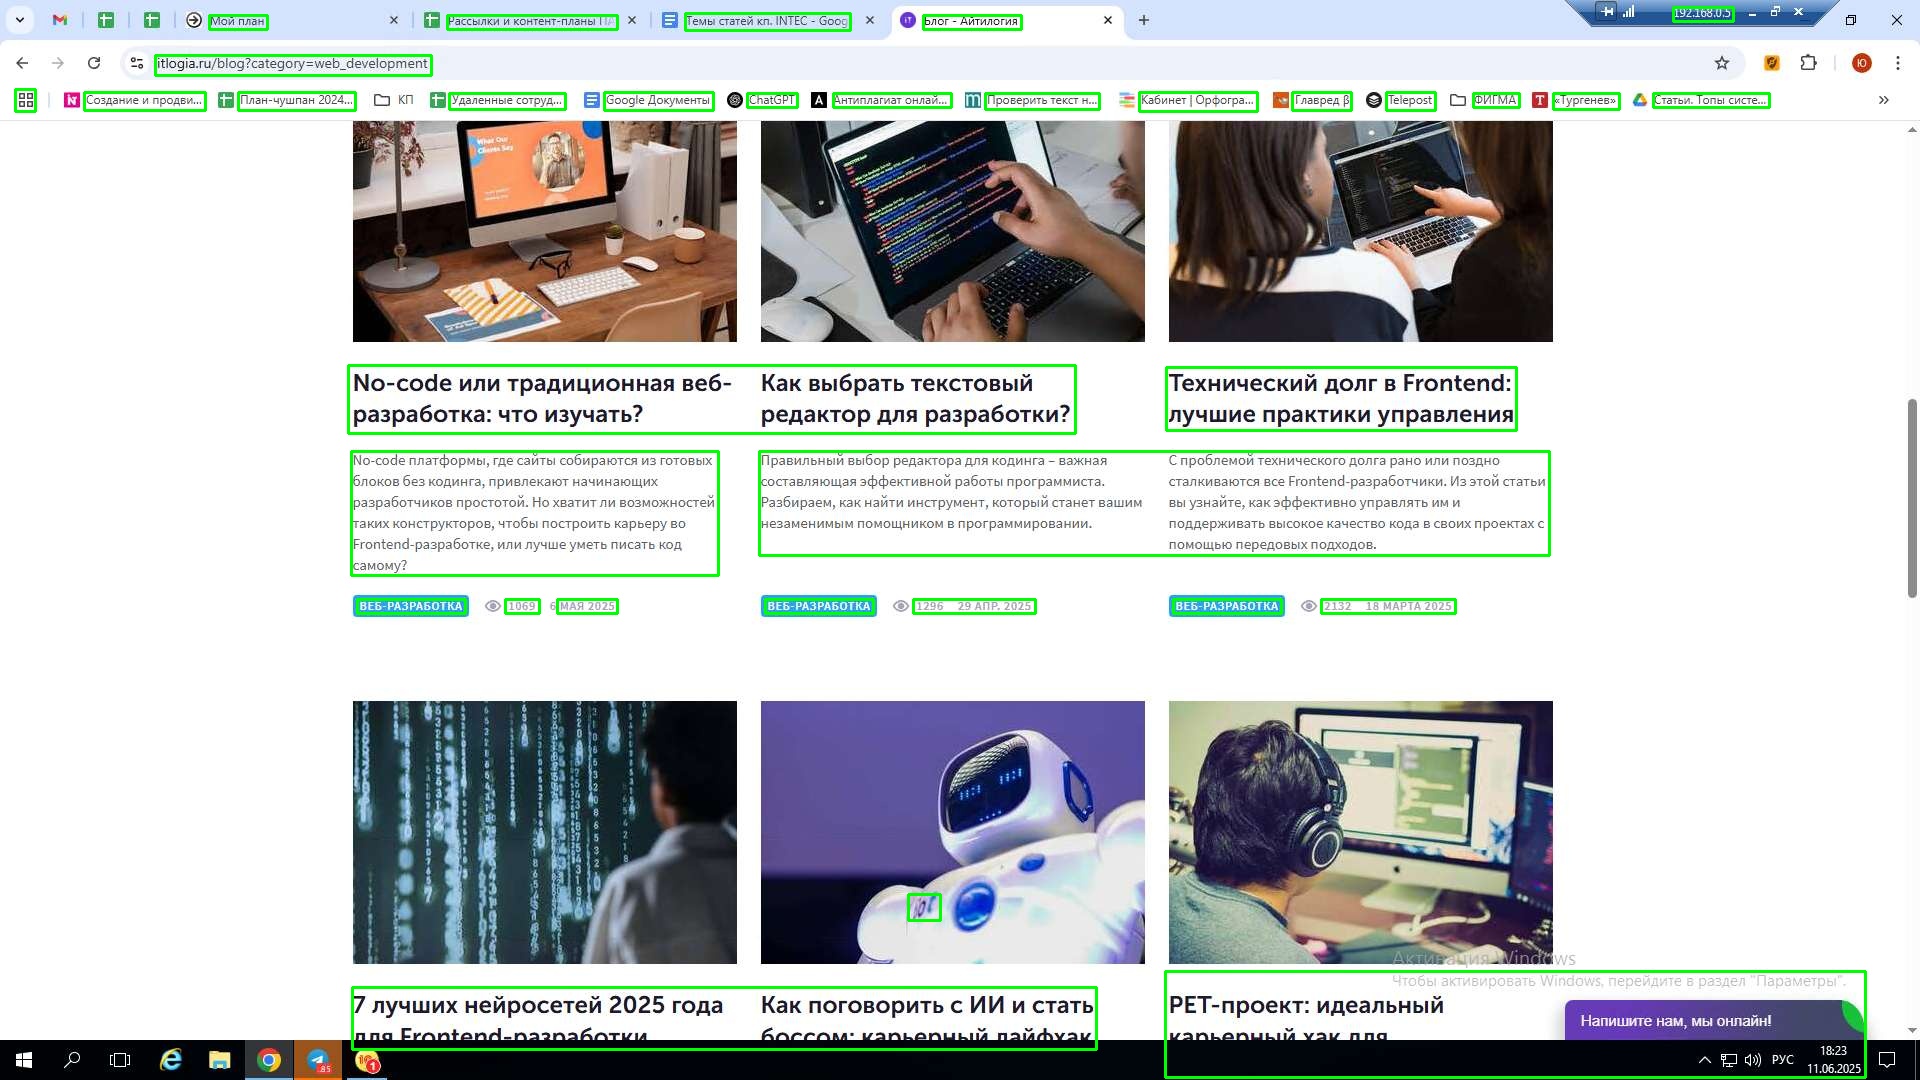 Мой план
Рассылки и контент-планы ПА
Темы статей кл. INTEC - Goog
Блог - Айтилогия
192.168.0.5
itlogia.ru/blog?category=web_development
Создание и продви...
План-чушпан 2024...
КП
Удаленные сотруд...
Google Документы
ChatGPT
Антиплагиат онлай...
Проверить текст н...
Кабинет | Орфогра...
Главред β
Telepost
ФИГМА
«Тургенев»
Статьи. Топы систе...
What Our
Clients Say
No-code или традиционная веб-
разработка: что изучать?
Как выбрать текстовый
редактор для разработки?
Технический долг в Frontend:
лучшие практики управления
No-code платформы, где сайты собираются из готовых
блоков без кодинга, привлекают начинающих
разработчиков простотой. Но хватит ли возможностей
таких конструкторов, чтобы построить карьеру во
Frontend-разработке, или лучше уметь писать код
самому?
Правильный выбор редактора для кодинга – важная
составляющая эффективной работы программиста.
Разбираем, как найти инструмент, который станет вашим
незаменимым помощником в программировании.
С проблемой технического долга рано или поздно
сталкиваются все Frontend-разработчики. Из этой статьи
вы узнайте, как эффективно управлять им и
поддерживать высокое качество кода в своих проектах с
помощью передовых подходов.
ВЕБ-РАЗРАБОТКА 1069 6 МАЯ 2025
ВЕБ-РАЗРАБОТКА 1296 29 АПР. 2025
ВЕБ-РАЗРАБОТКА 2132 18 МАРТА 2025
7 лучших нейросетей 2025 года
для Frontend-разработки
Как поговорить с ИИ и стать
боссом: карьерный лайфхак
PET-проект: идеальный
карьерный хак для
Активация Windows
Чтобы активировать Windows, перейдите в раздел "Параметры".
Напишите нам, мы онлайн!
85
1
РУС
18:23
11.06.2025